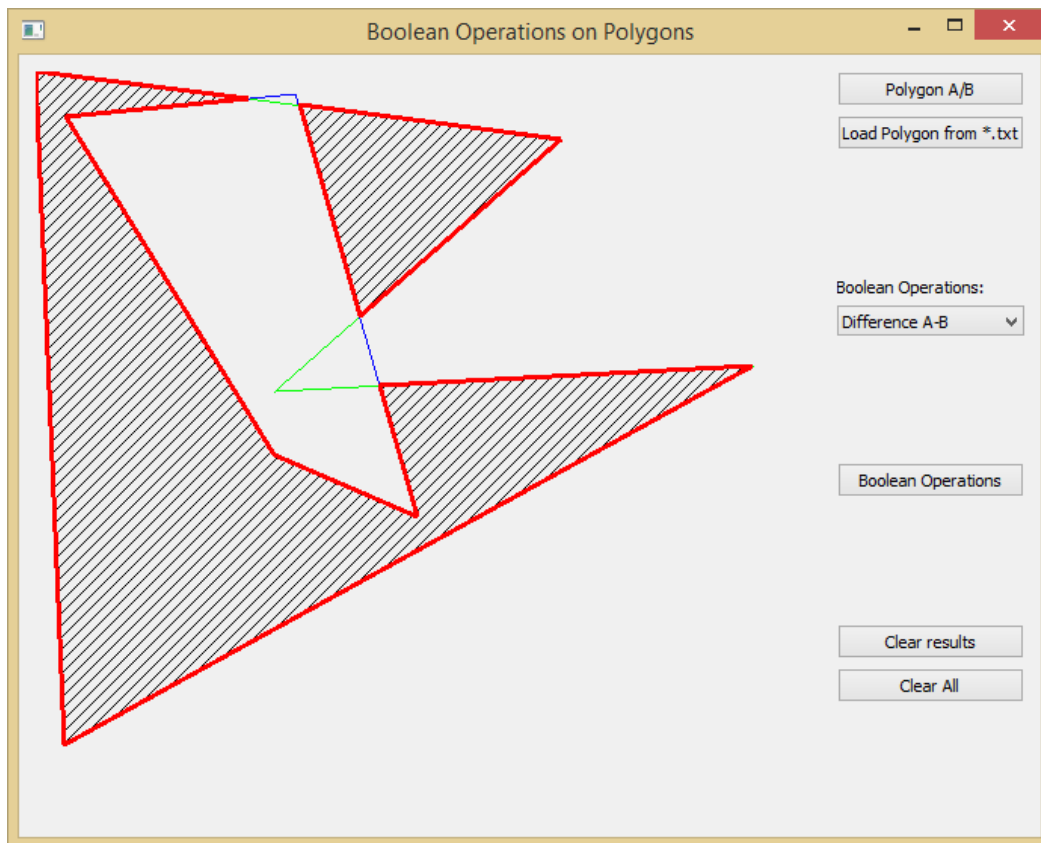 Boolean Operations on Polygons
Polygon A/B
Load Polygon from *.txt
Boolean Operations:
Difference A-B
Boolean Operations
Clear results
Clear All